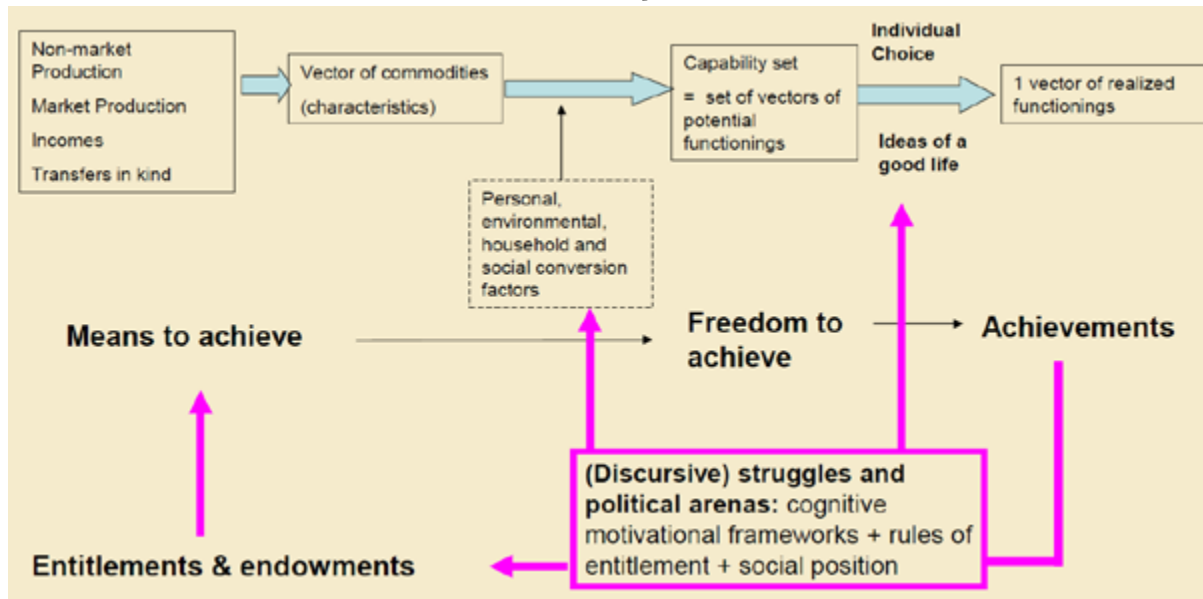 Non-market
Production
Market Production
Incomes
Transfers in kind
Vector of commodities
(characteristics)
Capability set
= set of vectors of
potential
functionings
Individual
Choice
Ideas of a
good life
1 vector of realized
functionings
Personal,
environmental,
household and
social conversion
factors
Means to achieve
Freedom to
achieve
Achievements
(Discursive) struggles and
political arenas: cognitive
motivational frameworks + rules of
entitlement + social position
Entitlements & endowments